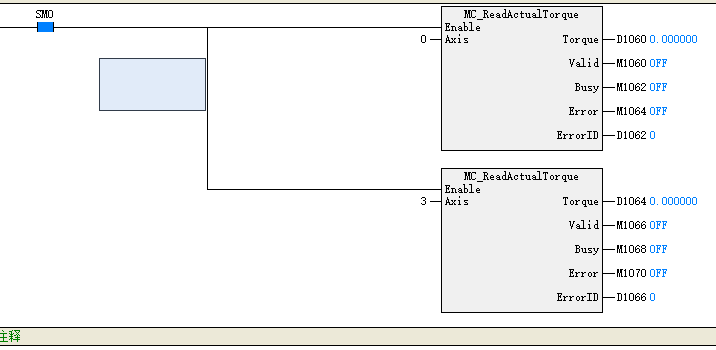 SM0
MC_ReadActualTorque
Enable
0 Axis Torque D1060 0.000000
Valid M1060 OFF
Busy M1062 OFF
Error M1064 OFF
ErrorID D1062 0
MC_ReadActualTorque
Enable
3 Axis Torque D1064 0.000000
Valid M1066 OFF
Busy M1068 OFF
Error M1070 OFF
ErrorID D1066 0
注释